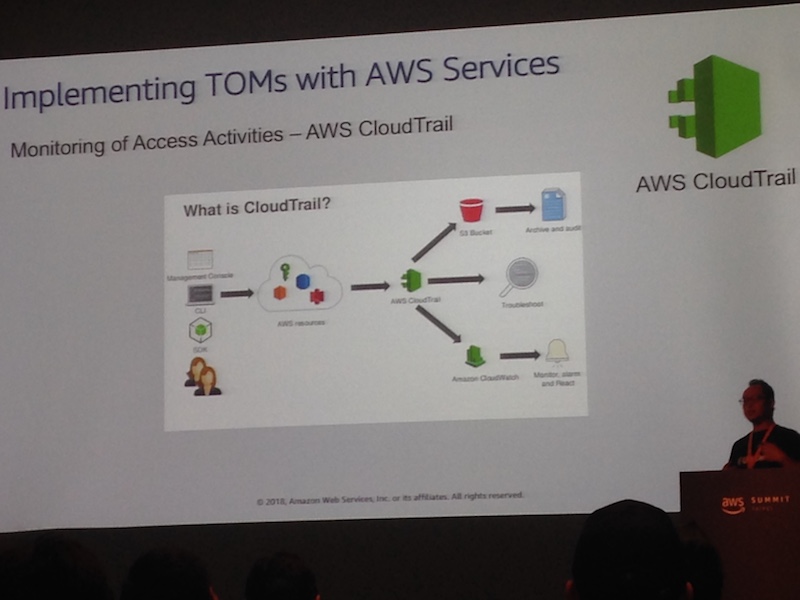 Implementing TOMs with AWS Services
Monitoring of Access Activities – AWS CloudTrail
AWS CloudTrail
What is CloudTrail?
Management Console
CLI
SDK
AWS resources
AWS CloudTrail
S3 Bucket
Archive and audit
Troubleshoot
Amazon CloudWatch
Monitor, alarm
and React
© 2018, Amazon Web Services, Inc. or its affiliates. All rights reserved.
aws
SUMMIT